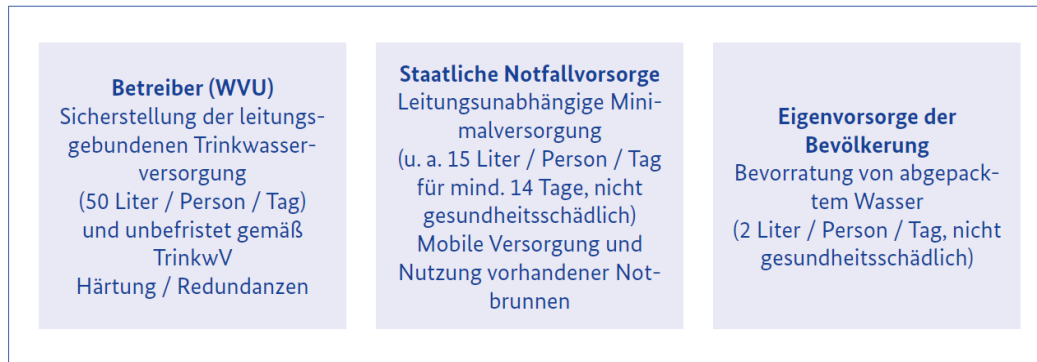 Betreiber (WVU)
Sicherstellung der leitungs-
gebundenen Trinkwasser-
versorgung
(50 Liter / Person / Tag)
und unbefristet gemäß
TrinkwV
Härtung / Redundanzen
Staatliche Notfallvorsorge
Leitungsunabhängige Mini-
malversorgung
(u. a. 15 Liter / Person / Tag
für mind. 14 Tage, nicht
gesundheitsschädlich)
Mobile Versorgung und
Nutzung vorhandener Not-
brunnen
Eigenvorsorge der
Bevölkerung
Bevorratung von abgepack-
tem Wasser
(2 Liter / Person / Tag, nicht
gesundheitsschädlich)